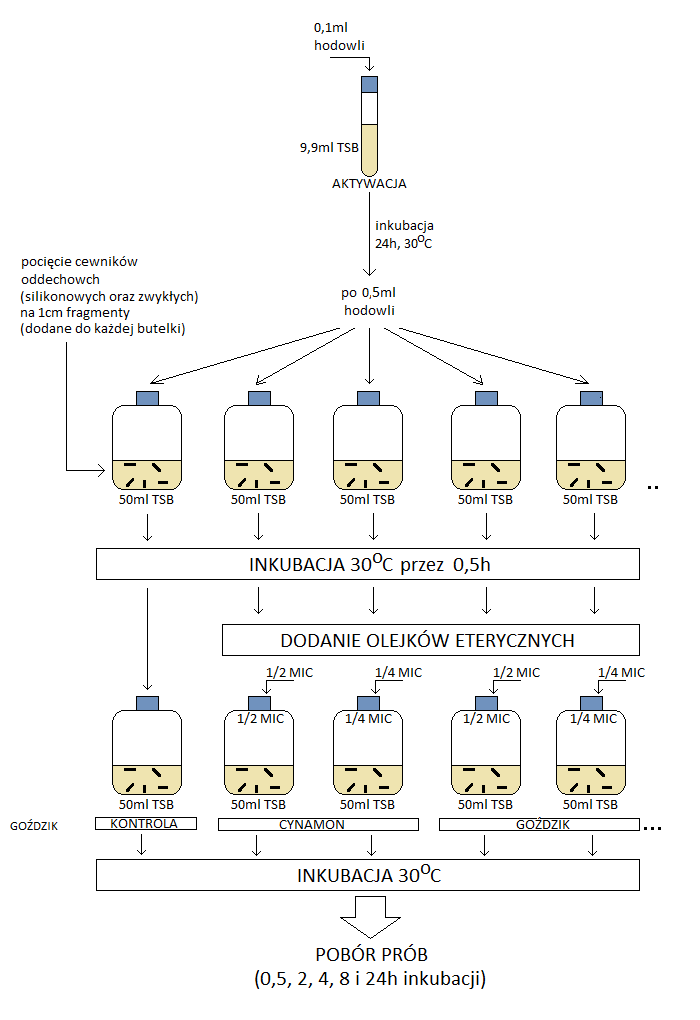 0,1ml
hodowli
9,9ml TSB
AKTYWACJA
inkubacja
24h, 30OC
pocięcie cewników
oddechowch
(silikonowych oraz zwykłych)
na 1cm fragmenty
(dodane do każdej butelki)
po 0,5ml
hodowli
50ml TSB 50ml TSB 50ml TSB 50ml TSB 50ml TSB ..
INKUBACJA 30OC przez 0,5h
DODANIE OLEJKÓW ETERYCZNYCH
1/2 MIC 1/4 MIC 1/2 MIC 1/4 MIC
1/2 MIC 1/4 MIC 1/2 MIC 1/4 MIC
50ml TSB 50ml TSB 50ml TSB 50ml TSB 50ml TSB
GOŹDZIK KONTROLA CYNAMON GOŹDZIK ...
INKUBACJA 30OC
POBÓR PRÓB
(0,5, 2, 4, 8 i 24h inkubacji)